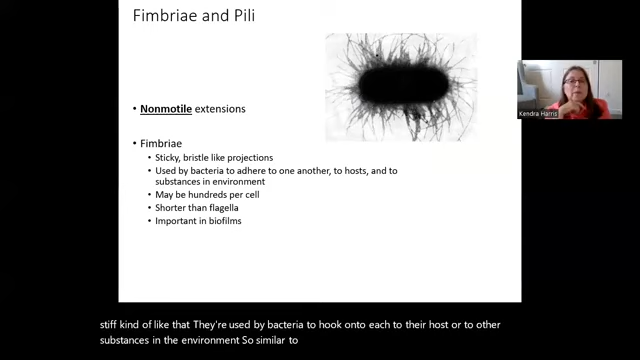 Fimbriae and Pili
• Nonmotile extensions
• Fimbriae
• Sticky, bristle like projections
• Used by bacteria to adhere to one another, to hosts, and to
substances in environment
• May be hundreds per cell
• Shorter than flagella
• Important in biofilms
Kendra Harris
stiff kind of like that They're used by bacteria to hook onto each to their host or to other
substances in the environment So similar to